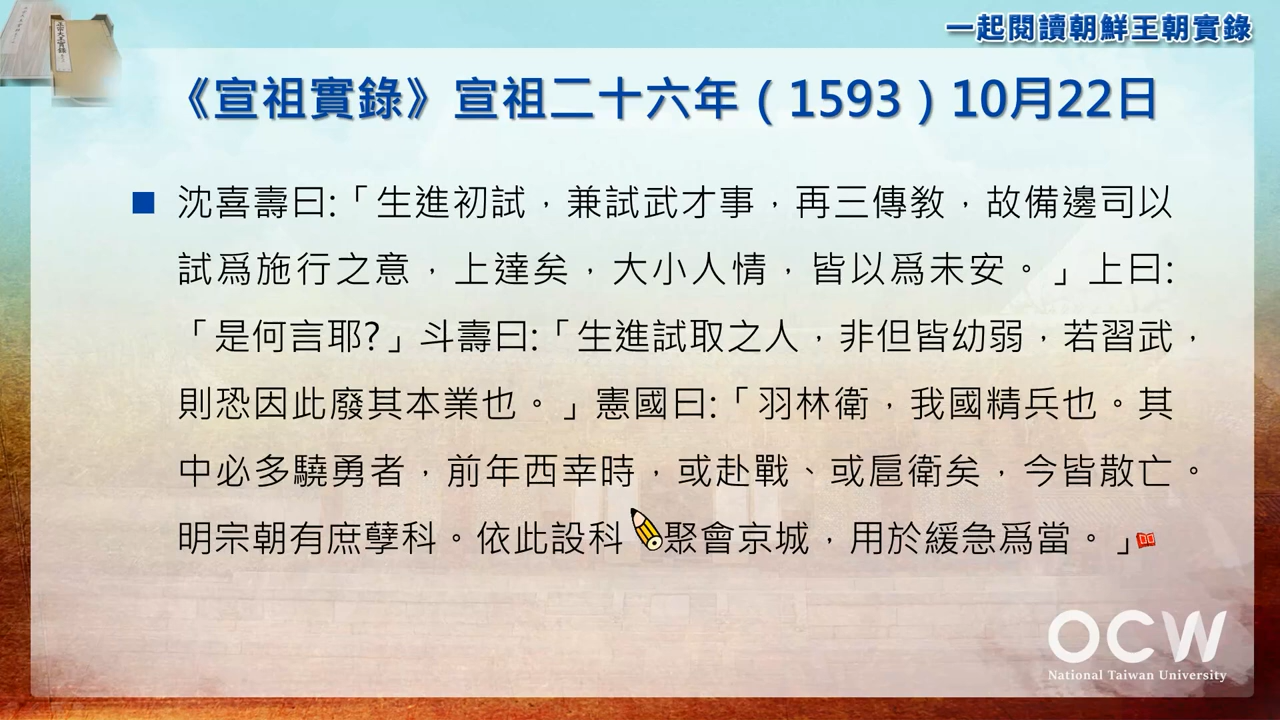 一起閱讀朝鮮王朝實錄
《宣祖實錄》宣祖二十六年（1593）10月22日
沈喜壽曰:「生進初試，兼試武才事，再三傳敎，故備邊司以
試爲施行之意，上達矣，大小人情，皆以爲未安。」上曰:
「是何言耶?」斗壽曰:「生進試取之人，非但皆幼弱，若習武，
則恐因此廢其本業也。」憲國曰:「羽林衛，我國精兵也。其
中必多驍勇者，前年西幸時，或赴戰、或扈衛矣，今皆散亡。
明宗朝有庶孽科。依此設科 聚會京城，用於緩急爲當。」
OCW
National Taiwan University